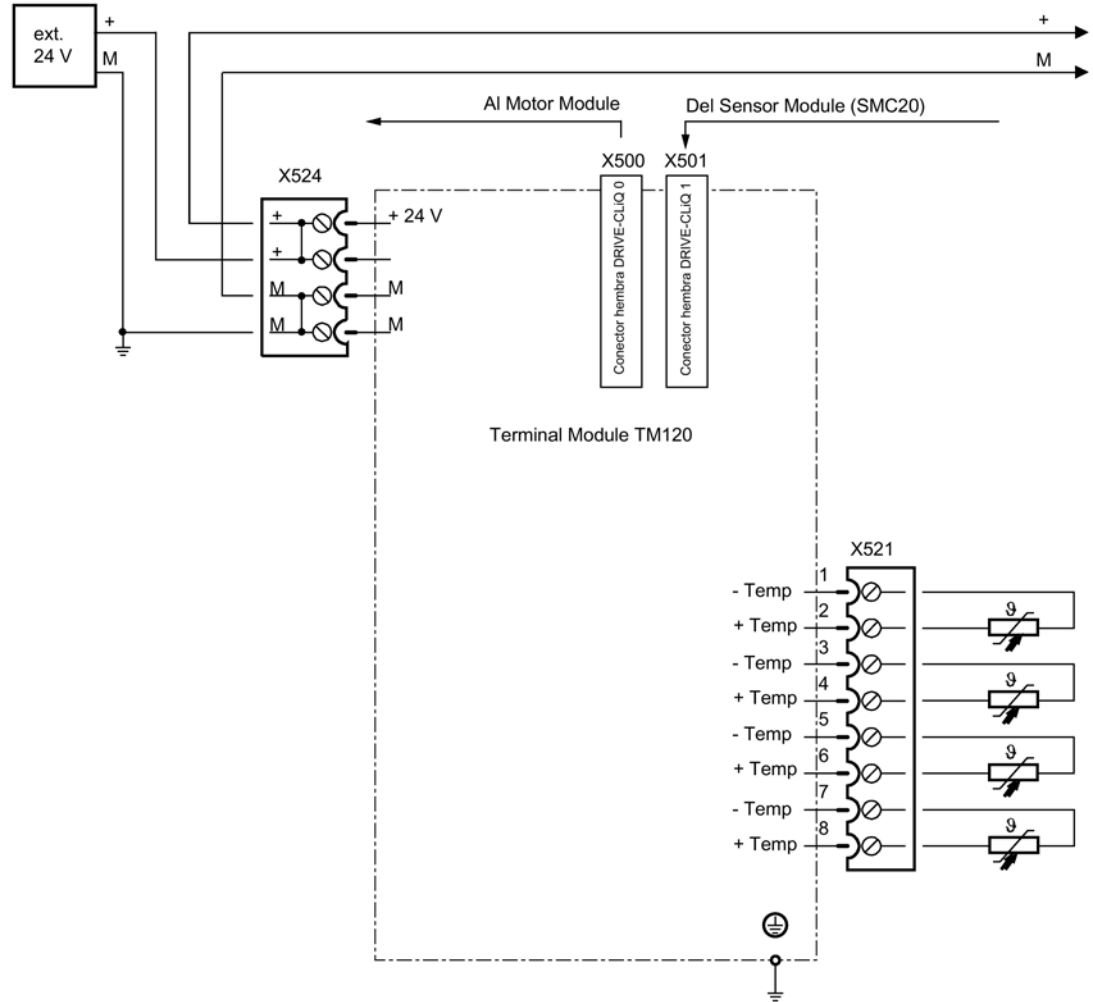 ext.
24 V
+
M
+
M
Al Motor Module
Del Sensor Module (SMC20)
X500
X501
X524
Conector hembra DRIVE-CLiQ 0
Conector hembra DRIVE-CLiQ 1
+
+ 24 V
+
M
M
M
M
Terminal Module TM120
X521
- Temp
1
+ Temp
2
- Temp
3
+ Temp
4
- Temp
5
+ Temp
6
- Temp
7
+ Temp
8
ϑ
ϑ
ϑ
ϑ